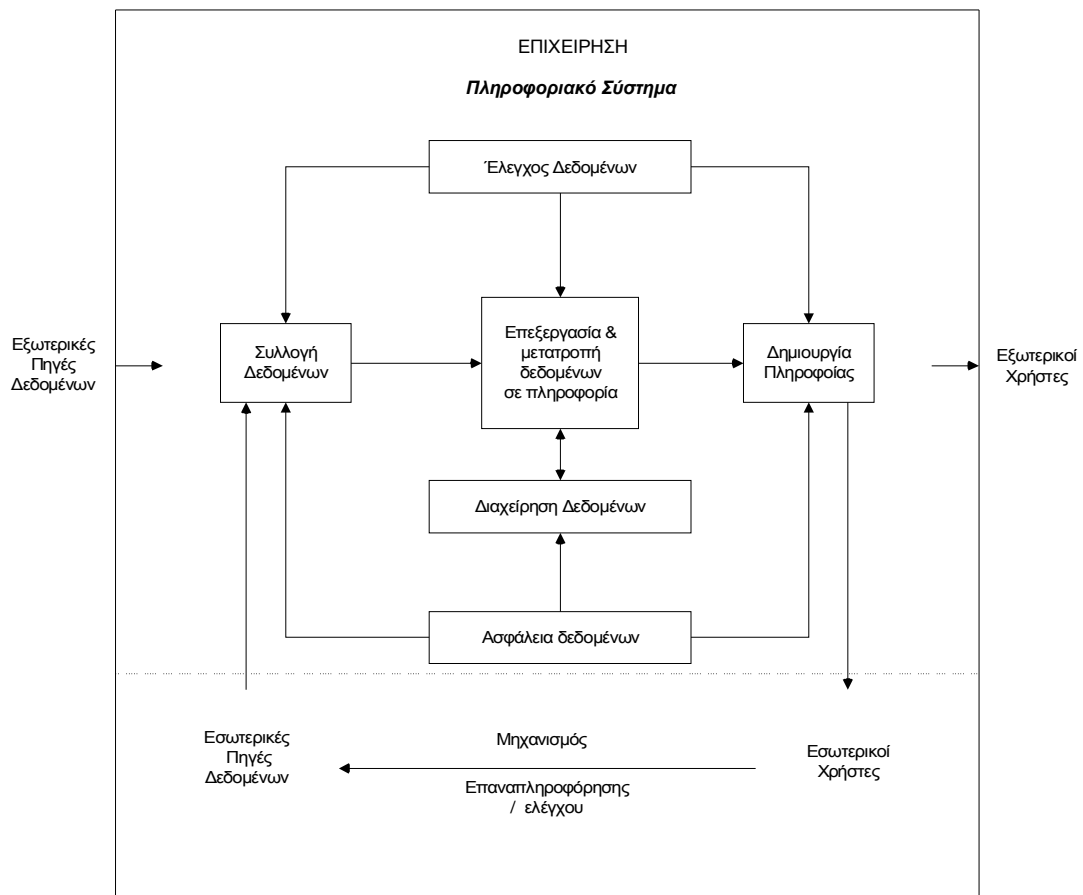 ΕΠΙΧΕΙΡΗΣΗ
Πληροφοριακό Σύστημα
Έλεγχος Δεδομένων
Εξωτερικές
Πηγές
Δεδομένων
Συλλογή
Δεδομένων
Επεξεργασία &
μετατροπή
δεδομένων
σε πληροφορία
Δημιουργία
Πληροφοίας
Εξωτερικοί
Χρήστες
Διαχείρηση Δεδομένων
Ασφάλεια δεδομένων
Εσωτερικές
Πηγές
Δεδομένων
Μηχανισμός
Επαναπληροφόρησης
/ ελέγχου
Εσωτερικοί
Χρήστες